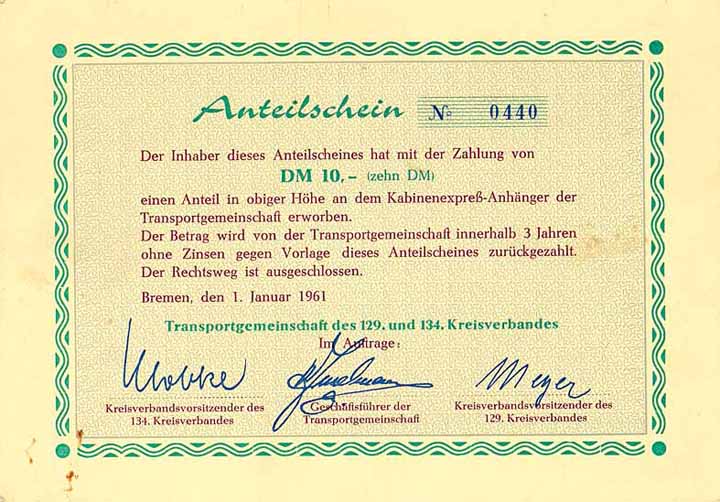 Anteilschein № 0440
Der Inhaber dieses Anteilscheines hat mit der Zahlung von
DM 10,- (zehn DM)
einen Anteil in obiger Höhe an dem Kabinenexpreß-Anhänger der
Transportgemeinschaft erworben.
Der Betrag wird von der Transportgemeinschaft innerhalb 3 Jahren
ohne Zinsen gegen Vorlage dieses Anteilscheines zurückgezahlt.
Der Rechtsweg ist ausgeschlossen.
Bremen, den 1. Januar 1961
Transportgemeinschaft des 129. und 134. Kreisverbandes
Im Auftrage:
Meyer
Kreisverbandsvorsitzender des Geschäftsführer der Kreisverbandsvorsitzender des
134. Kreisverbandes Transportgemeinschaft 129. Kreisverbandes